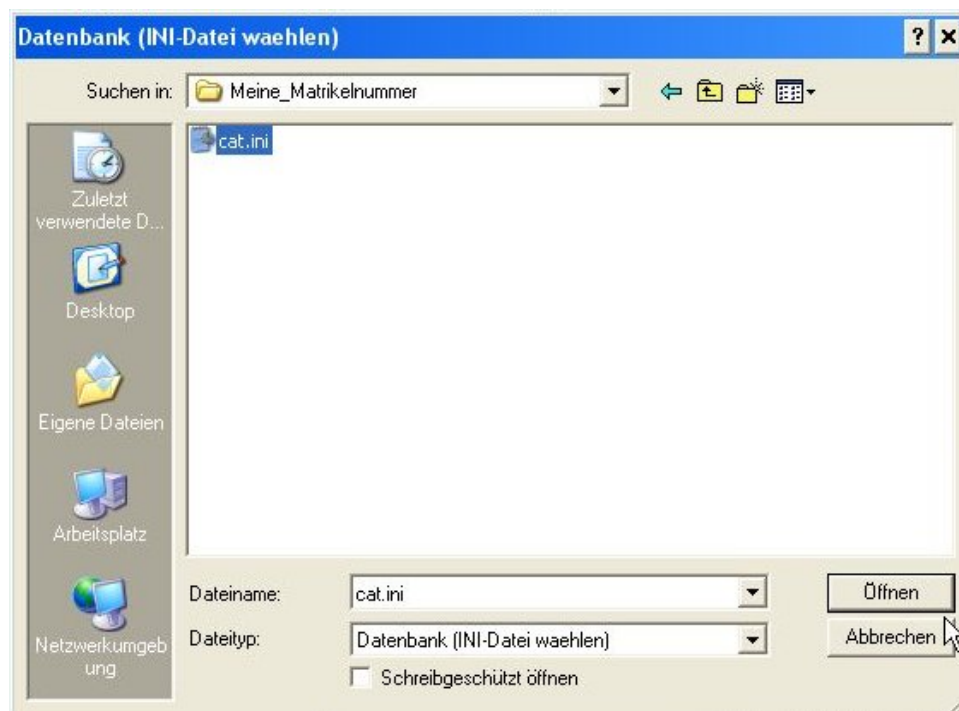 Datenbank (INI-Datei waehlen)
Suchen in:
Meine_Matrikelnummer
cat.ini
Zuletzt
verwendete D...
Desktop
Eigene Dateien
Arbeitsplatz
Netzwerkumgeb
ung
Dateiname:
cat.ini
Öffnen
Dateityp:
Datenbank (INI-Datei waehlen)
Abbrechen
Schreibgeschützt öffnen